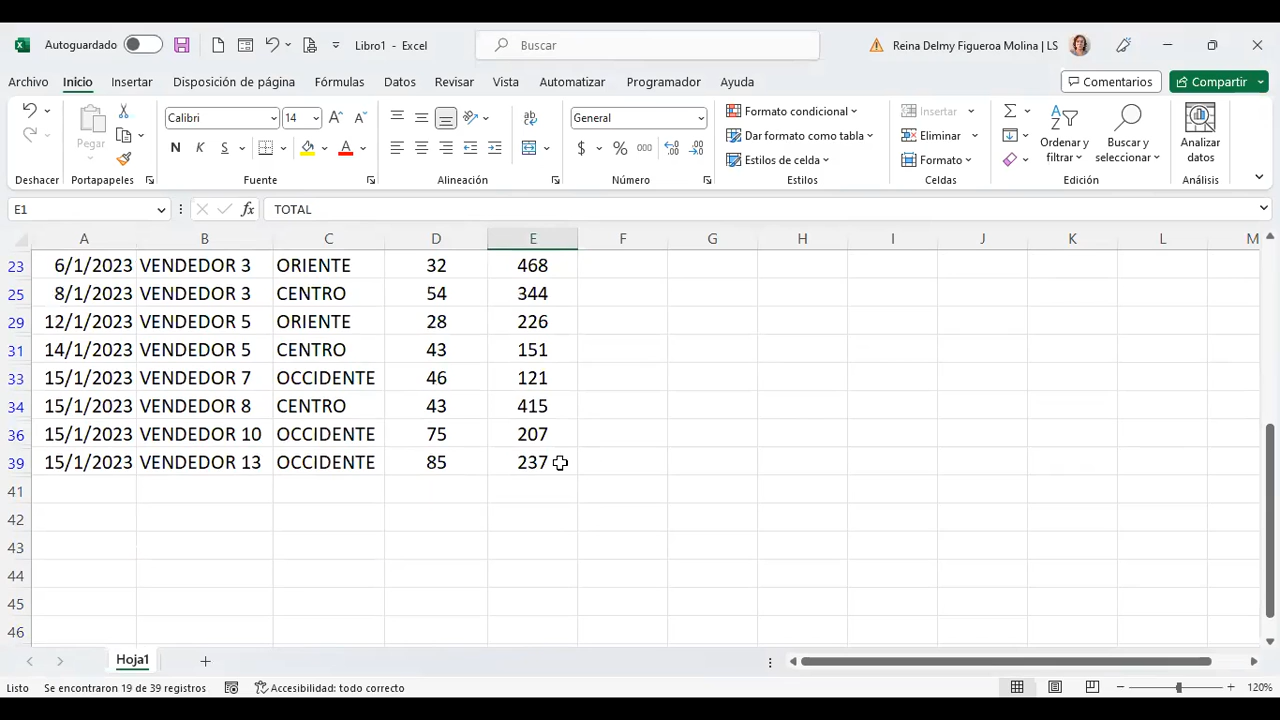 Autoguardado Libro1 - Excel Buscar Reina Delmy Figueroa Molina | LS
Archivo Inicio Insertar Disposición de página Fórmulas Datos Revisar Vista Automatizar Programador Ayuda Comentarios Compartir
Pegar
Calibri 14
N K S
General
$ % 000
Formato condicional
Dar formato como tabla
Estilos de celda
Insertar
Eliminar
Formato
Ordenar y filtrar
Buscar y seleccionar
Analizar datos
Deshacer Portapapeles Fuente Alineación Número Estilos Celdas Edición Análisis
E1 fx TOTAL
A B C D E F G H I J K L M
23 6/1/2023 VENDEDOR 3 ORIENTE 32 468
25 8/1/2023 VENDEDOR 3 CENTRO 54 344
29 12/1/2023 VENDEDOR 5 ORIENTE 28 226
31 14/1/2023 VENDEDOR 5 CENTRO 43 151
33 15/1/2023 VENDEDOR 7 OCCIDENTE 46 121
34 15/1/2023 VENDEDOR 8 CENTRO 43 415
36 15/1/2023 VENDEDOR 10 OCCIDENTE 75 207
39 15/1/2023 VENDEDOR 13 OCCIDENTE 85 237
41
42
43
44
45
46
Hoja1
Listo Se encontraron 19 de 39 registros Accesibilidad: todo correcto 120%